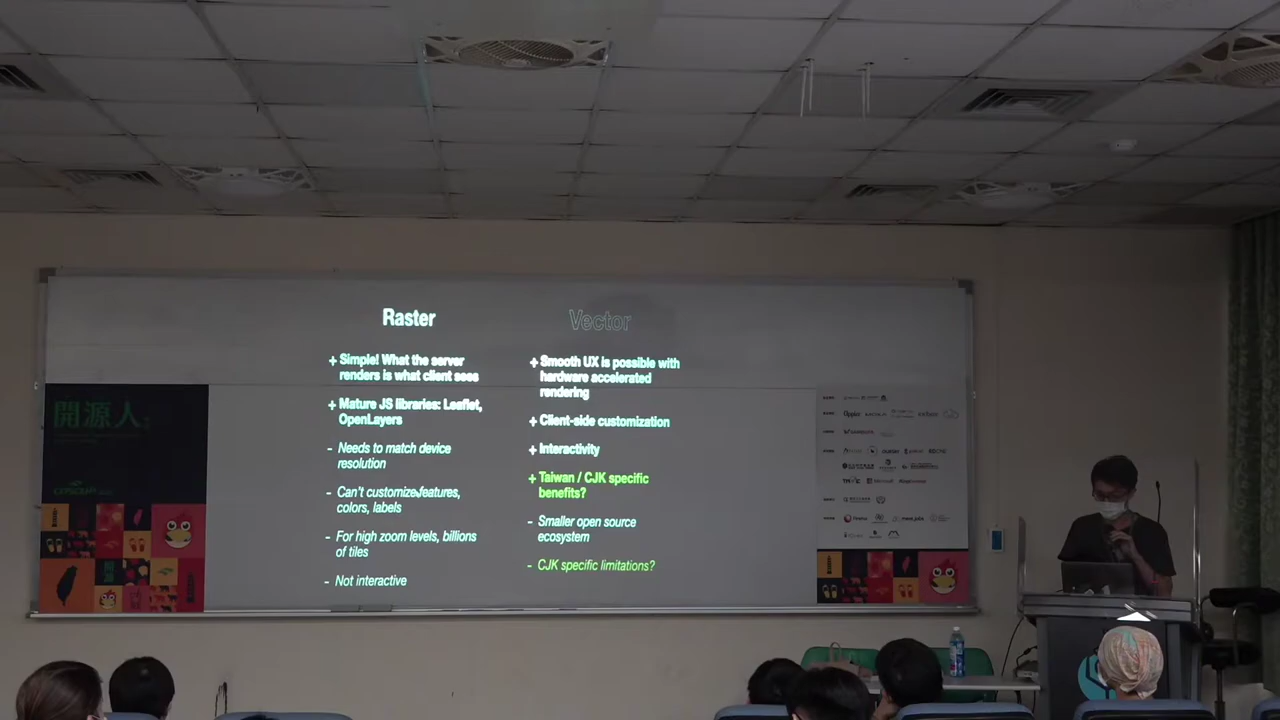 Raster
+ Simple! What the server
renders is what client sees
+ Mature JS libraries: Leaflet,
OpenLayers
- Needs to match device
resolution
- Can't customize features,
colors, labels
- For high zoom levels, billions
of tiles
- Not interactive
Vector
+ Smooth UX is possible with
hardware accelerated
rendering
+ Client-side customization
+ Interactivity
+ Taiwan / CJK specific
benefits?
- Smaller open source
ecosystem
- CJK specific limitations?
開源人
Microsoft